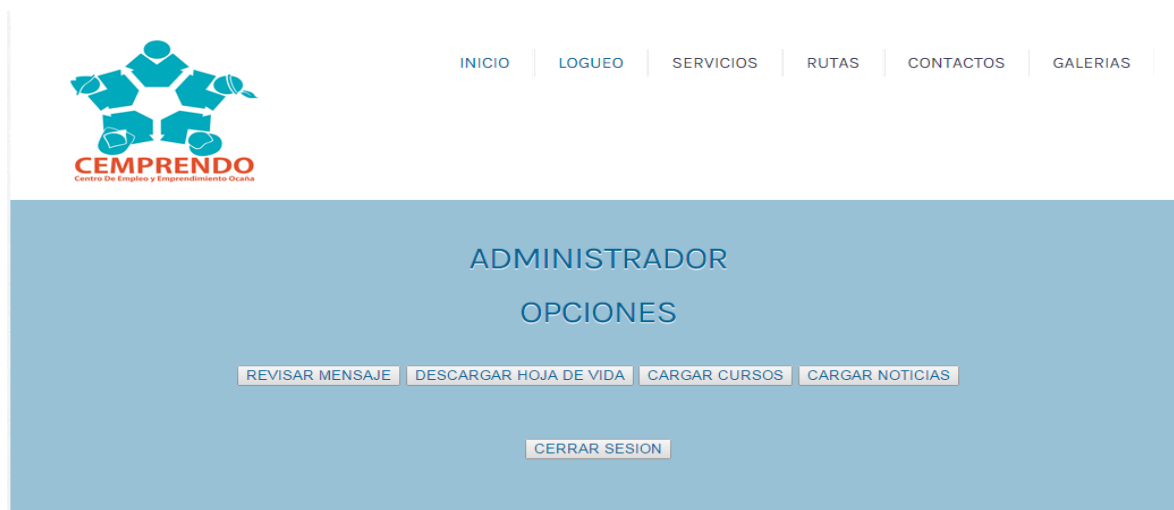 INICIO LOGUEO SERVICIOS RUTAS CONTACTOS GALERIAS
CEMPRENDO
Centro De Empleo y Emprendimiento Ocaña
ADMINISTRADOR
OPCIONES
REVISAR MENSAJE DESCARGAR HOJA DE VIDA CARGAR CURSOS CARGAR NOTICIAS
CERRAR SESION